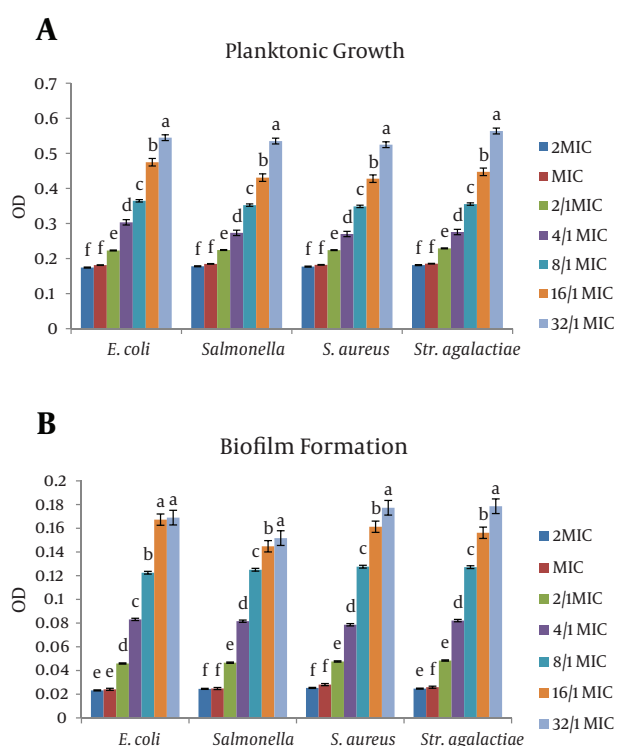 A
Planktonic Growth
OD
0.7
0.6
0.5
0.4
0.3
0.2
0.1
0
f f e d c b a
f f e d c b a
f f e d c b a
f f e d c b a
E. coli
Salmonella
S. aureus
Str. agalactiae
2MIC
MIC
2/1MIC
4/1 MIC
8/1 MIC
16/1 MIC
32/1 MIC
B
Biofilm Formation
OD
0.2
0.16
0.12
0.1
0.08
0.06
0.04
0.02
0
e e d c b a a
f f e d c b a
f f e d c b a
e f e d c b a
E. coli
Salmonella
S. aureus
Str. agalactiae
2MIC
MIC
2/1MIC
4/1 MIC
8/1 MIC
16/1 MIC
32/1 MIC